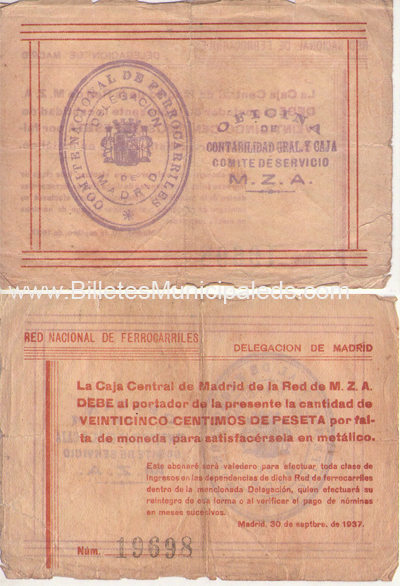 COMITE NACIONAL DE FERROCARRILES
DELEGACIÓN
DE
MADRID
OFICINA
DE
CONTABILIDAD GRAL. Y CAJA
COMITE DE SERVICIO
M. Z. A.
www.BilletesMunicipaleds.com
RED NACIONAL DE FERROCARRILES
DELEGACION DE MADRID
La Caja Central de Madrid de la Red de M. Z. A.
DEBE al portador de la presente la cantidad de
VEINTICINCO CENTIMOS DE PESETA por fal-
ta de moneda para satisfacérsela en metálico.
Este abonaré será valedero para efectuar toda clase de
ingresos en las dependencias de dicha Red de ferrocarriles
dentro de la mencionada Delegación, quien efectuará su
reintegro de esa forma o al verificar el pago de nóminas
en meses sucesivos.
Madrid, 30 de septbre. de 1937.
Núm. 19698